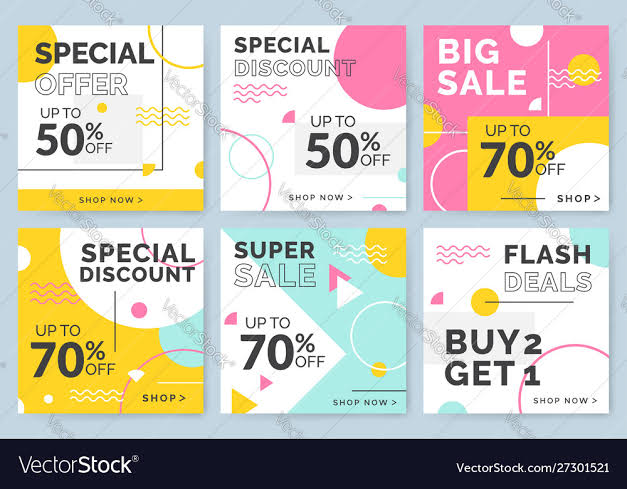 SPECIAL
OFFER
UP TO
50% OFF
SHOP NOW >
SPECIAL
DISCOUNT
UP TO
50% OFF
SHOP NOW >
BIG
SALE
UP TO
70% OFF
SHOP >
SPECIAL
DISCOUNT
UP TO
70% OFF
SHOP >
SUPER
SALE
UP TO
70% OFF
SHOP NOW >
FLASH
DEALS
BUY 2
GET 1
SHOP NOW >
VectorStock®
VectorStock.com/27301521